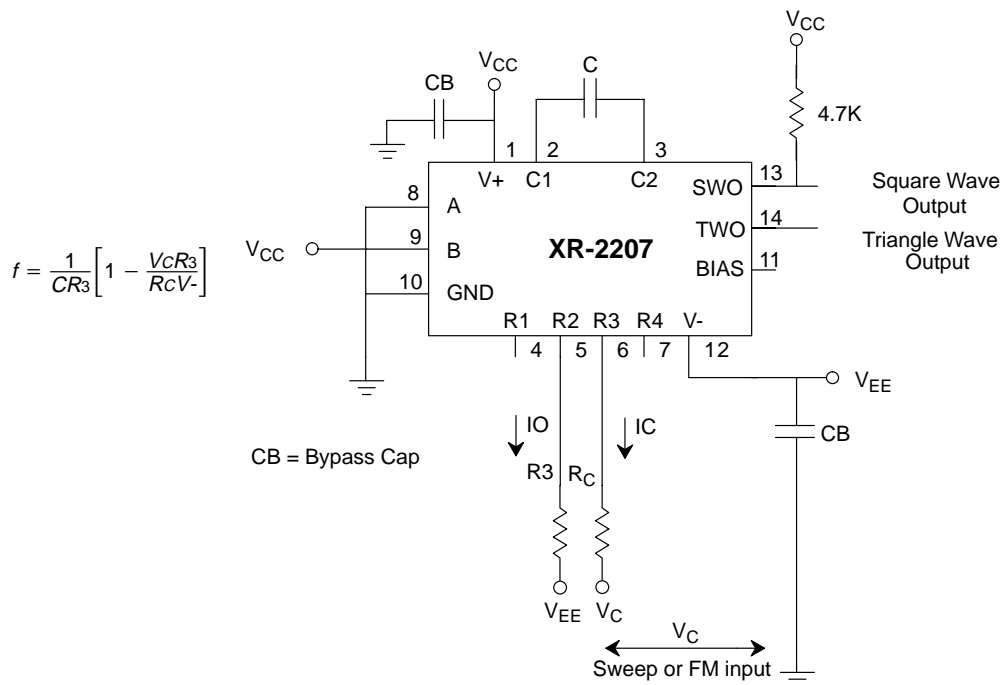 VCC
VCC
CB
C
4.7K
1
2
3
V+
C1
C2
SWO
13
Square Wave
Output
8
A
TWO
14
Triangle Wave
Output
VCC
9
B
XR-2207
BIAS
11
f = 1/CR3 [1 − VCR3/RCV-]
10
GND
R1
R2
R3
R4
V-
4
5
6
7
12
VEE
IO
IC
CB
CB = Bypass Cap
R3
RC
VEE
VC
VC
Sweep or FM input